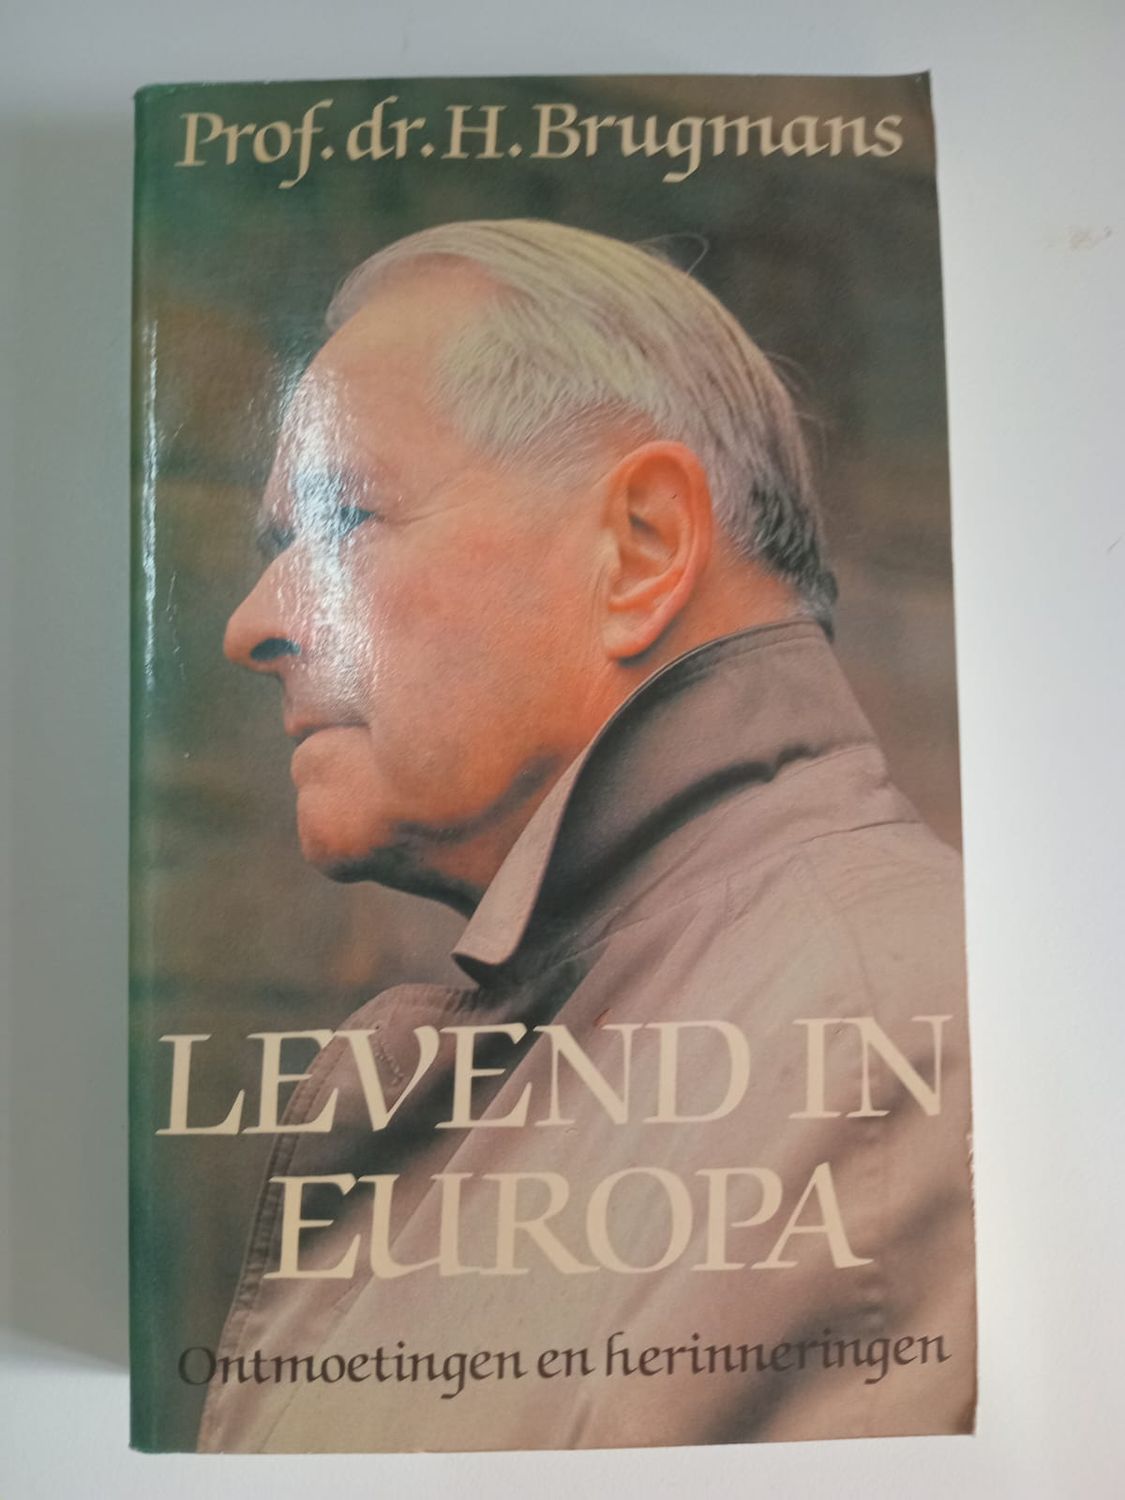 Prof. dr. H. Brugmans
LEVEND IN
EUROPA
Ontmoetingen en herinneringen